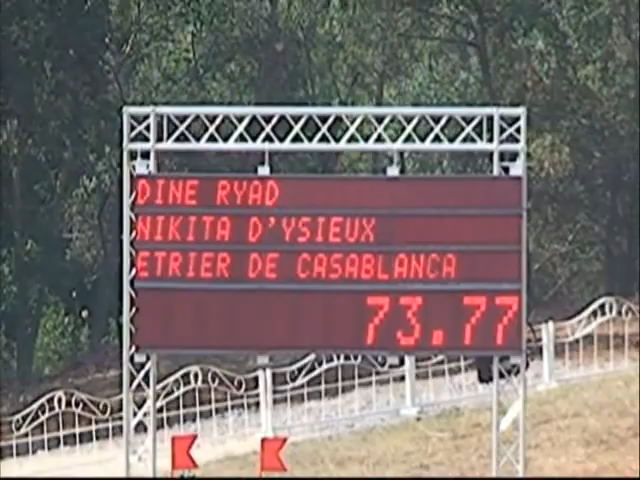 DINE RYAD
NIKITA D'YSIEUX
ETRIER DE CASABLANCA
73.77